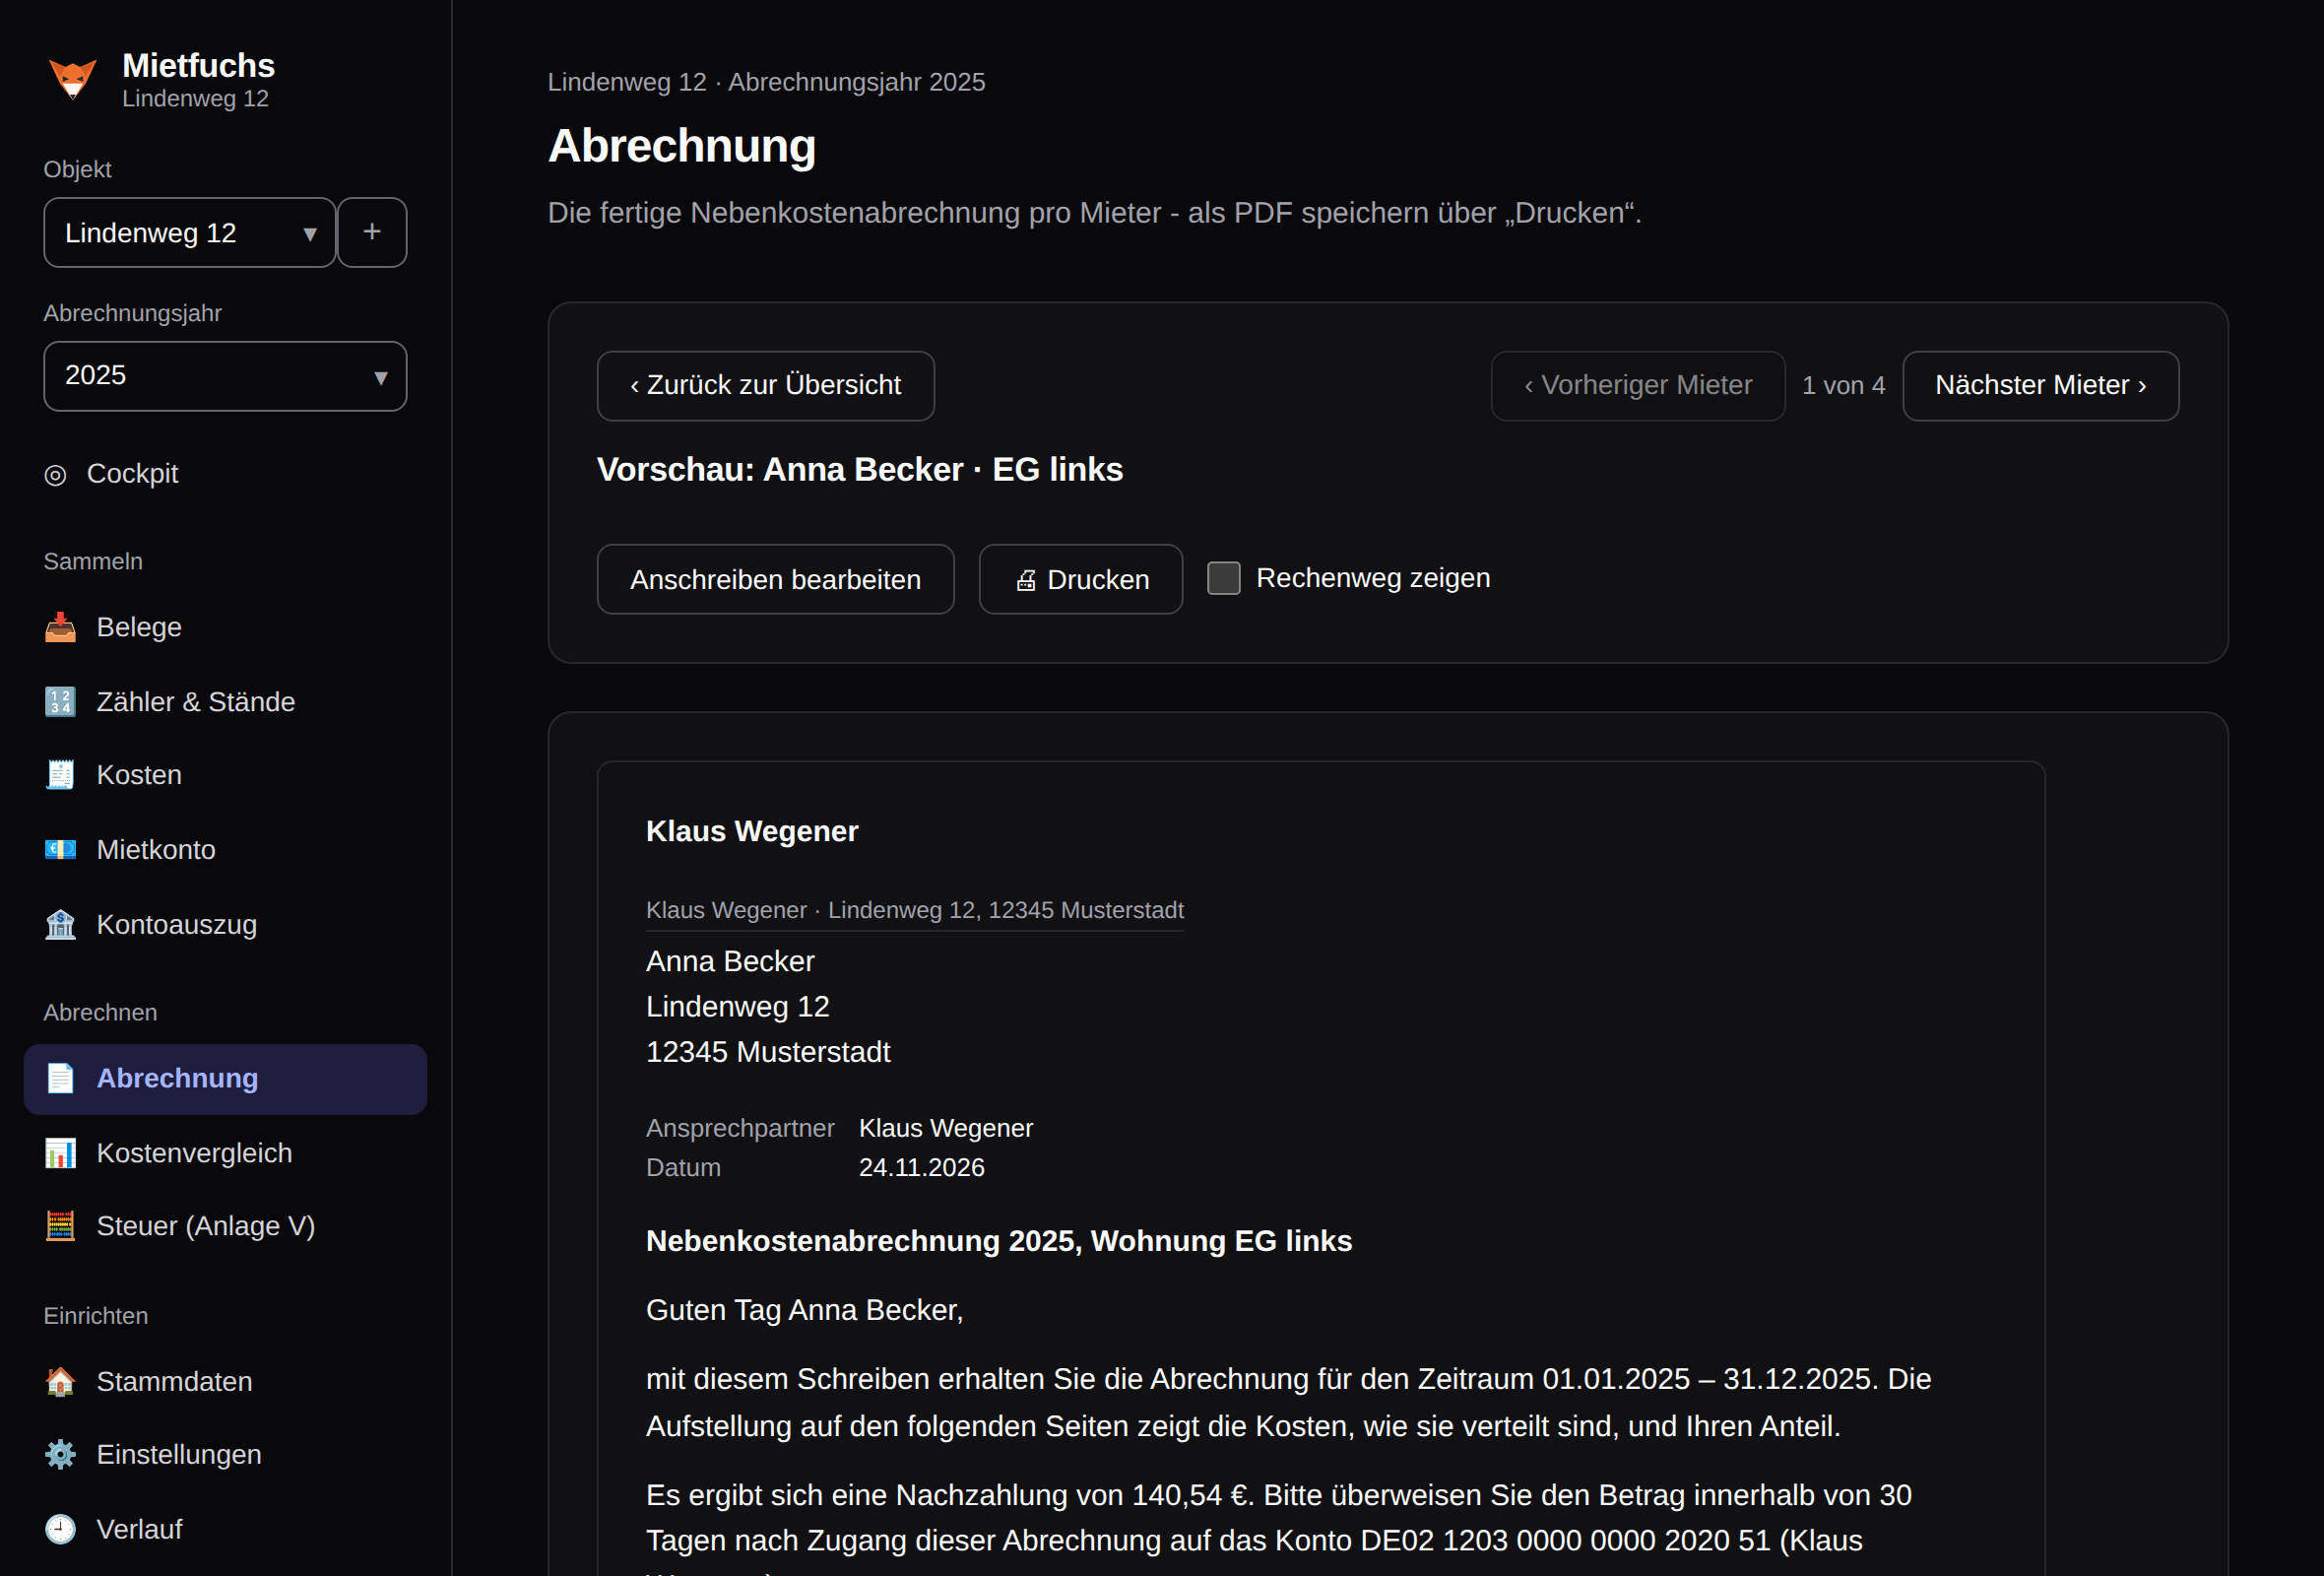 Mietfuchs
Lindenweg 12
Objekt
Lindenweg 12 ▾
+
Abrechnungsjahr
2025 ▾
◎ Cockpit
Sammeln
Belege
Zähler & Stände
Kosten
Mietkonto
Kontoauszug
Abrechnen
Abrechnung
Kostenvergleich
Steuer (Anlage V)
Einrichten
Stammdaten
Einstellungen
Verlauf
Lindenweg 12 · Abrechnungsjahr 2025
Abrechnung
Die fertige Nebenkostenabrechnung pro Mieter - als PDF speichern über „Drucken“.
‹ Zurück zur Übersicht
‹ Vorheriger Mieter
1 von 4
Nächster Mieter ›
Vorschau: Anna Becker · EG links
Anschreiben bearbeiten
Drucken
Rechenweg zeigen
Klaus Wegener
Klaus Wegener · Lindenweg 12, 12345 Musterstadt
Anna Becker
Lindenweg 12
12345 Musterstadt
Ansprechpartner Klaus Wegener
Datum 24.11.2026
Nebenkostenabrechnung 2025, Wohnung EG links
Guten Tag Anna Becker,
mit diesem Schreiben erhalten Sie die Abrechnung für den Zeitraum 01.01.2025 – 31.12.2025. Die
Aufstellung auf den folgenden Seiten zeigt die Kosten, wie sie verteilt sind, und Ihren Anteil.
Es ergibt sich eine Nachzahlung von 140,54 €. Bitte überweisen Sie den Betrag innerhalb von 30
Tagen nach Zugang dieser Abrechnung auf das Konto DE02 1203 0000 0000 2020 51 (Klaus